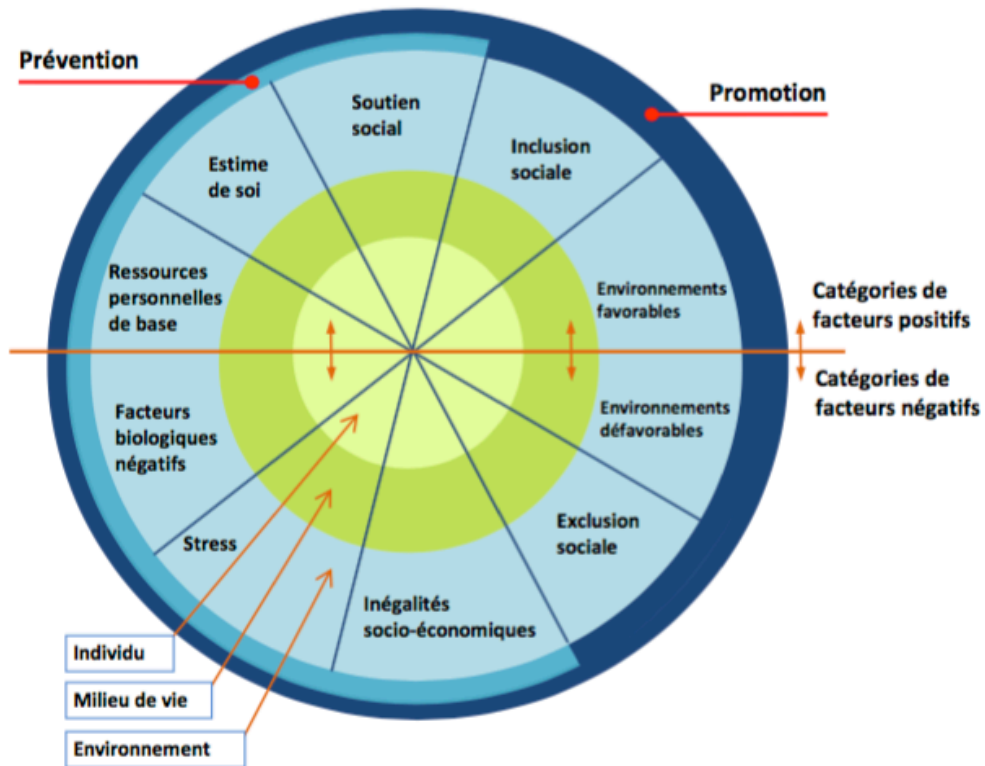 Prévention
Promotion
Soutien
social
Estime
de soi
Inclusion
sociale
Ressources
personnelles
de base
Environnements
favorables
Catégories de
facteurs positifs
Catégories de
facteurs négatifs
Facteurs
biologiques
négatifs
Environnements
défavorables
Stress
Exclusion
sociale
Inégalités
socio-économiques
Individu
Milieu de vie
Environnement